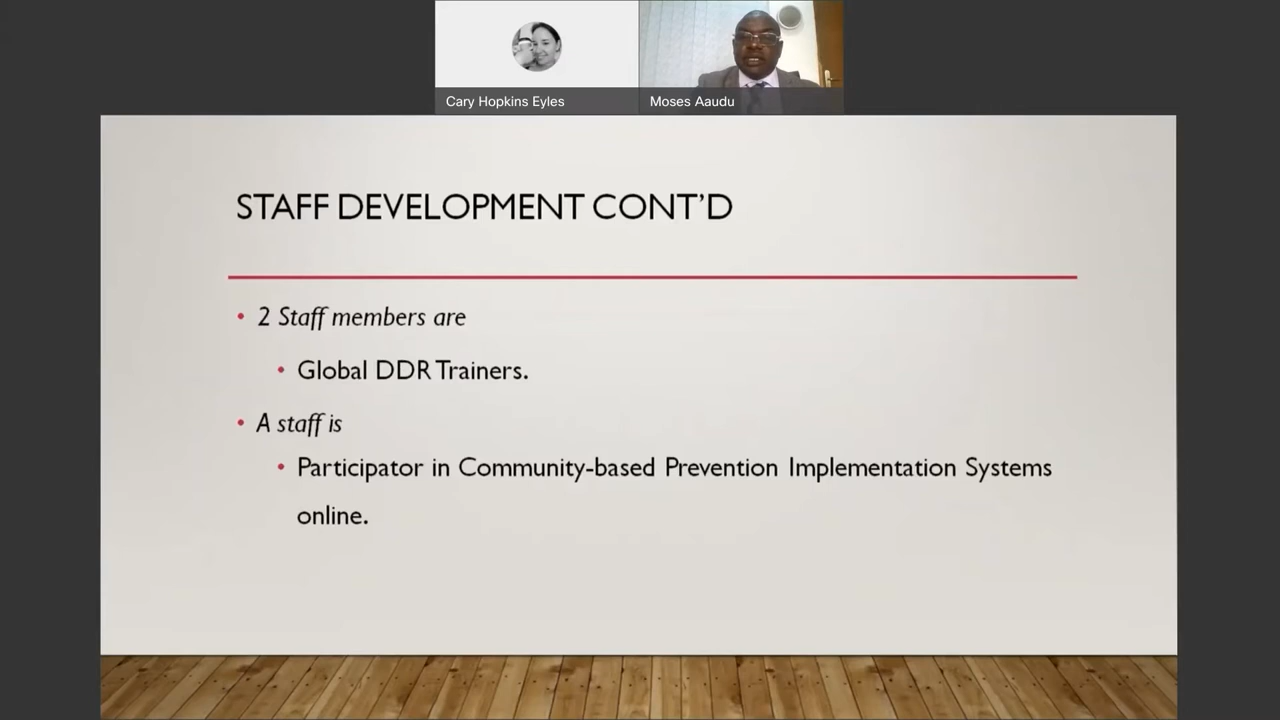 Cary Hopkins Eyles
Moses Aaudu
STAFF DEVELOPMENT CONT’D
• 2 Staff members are
• Global DDR Trainers.
• A staff is
• Participator in Community-based Prevention Implementation Systems
online.